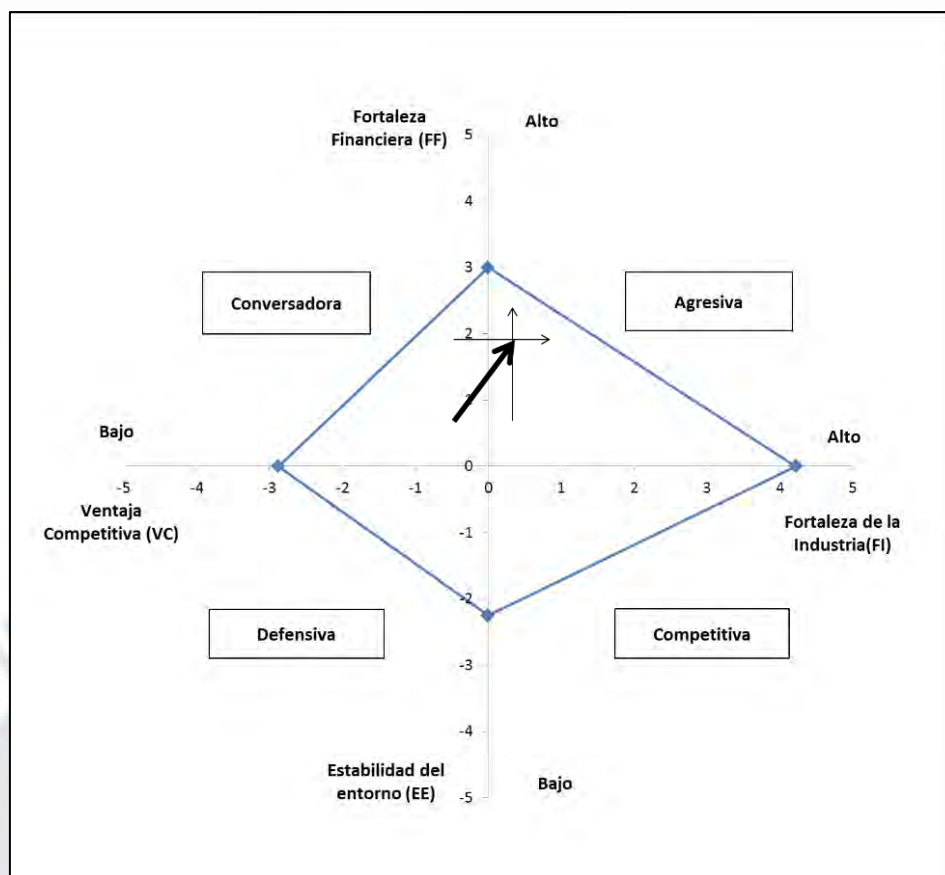 Fortaleza
Financiera (FF)
Alto
5
4
3
Conversadora
Agresiva
2
1
Bajo
Alto
0
-5 -4 -3 -2 -1 0 1 2 3 4 5
Ventaja
Competitiva (VC)
Fortaleza de la
Industria(FI)
-1
-2
Defensiva
Competitiva
-3
-4
Estabilidad del
entorno (EE)
Bajo
-5